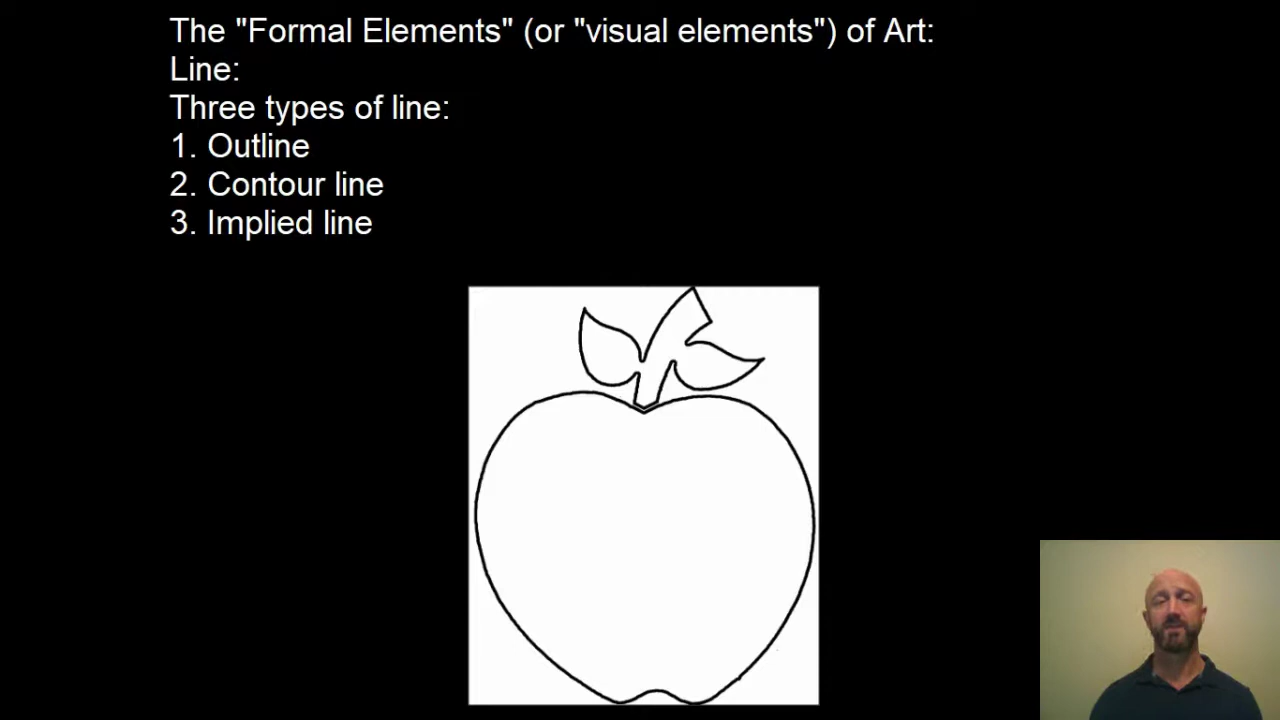 The "Formal Elements" (or "visual elements") of Art:
Line:
Three types of line:
1. Outline
2. Contour line
3. Implied line